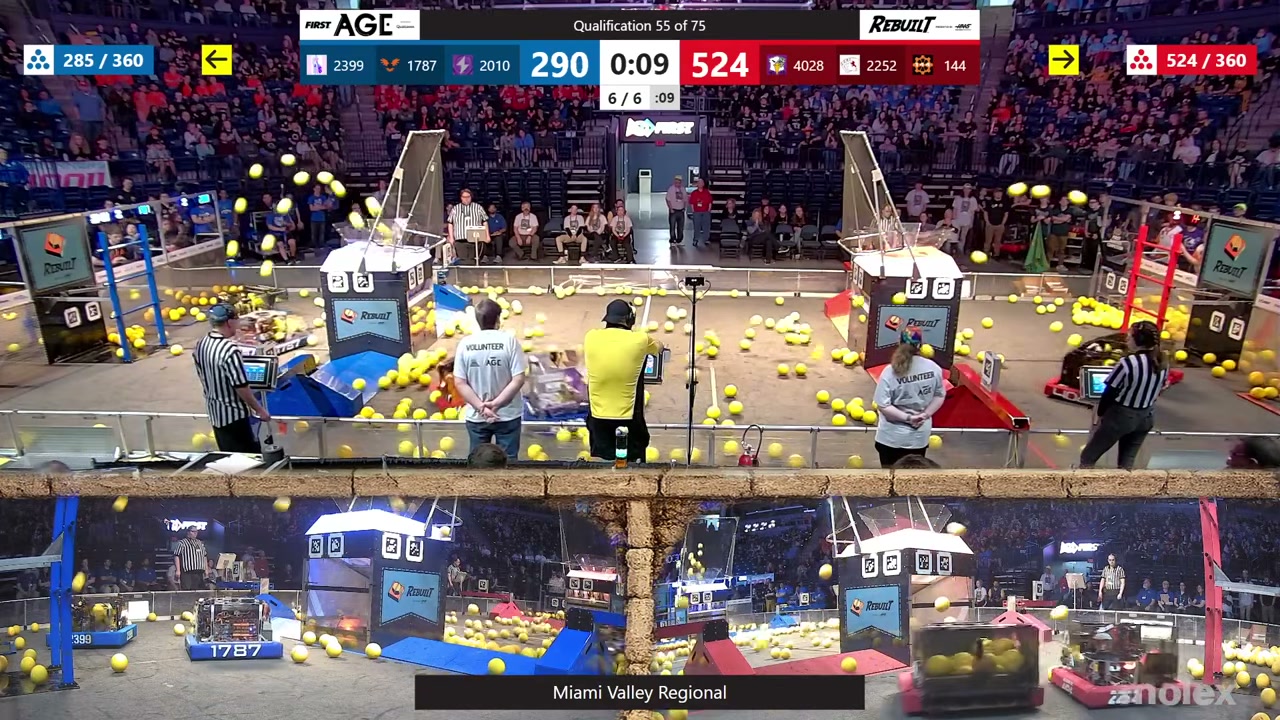 FIRST AGE
Qualification 55 of 75
REBUILT
285 / 360
2399
1787
2010
290
0:09
524
4028
2252
144
524 / 360
6 / 6
:09
FIRST
REBUILT
REBUILT
REBUILT
REBUILT
VOLUNTEER
AGE
VOLUNTEER
AGE
REBUILT
REBUILT
2399
1787
Miami Valley Regional
molex